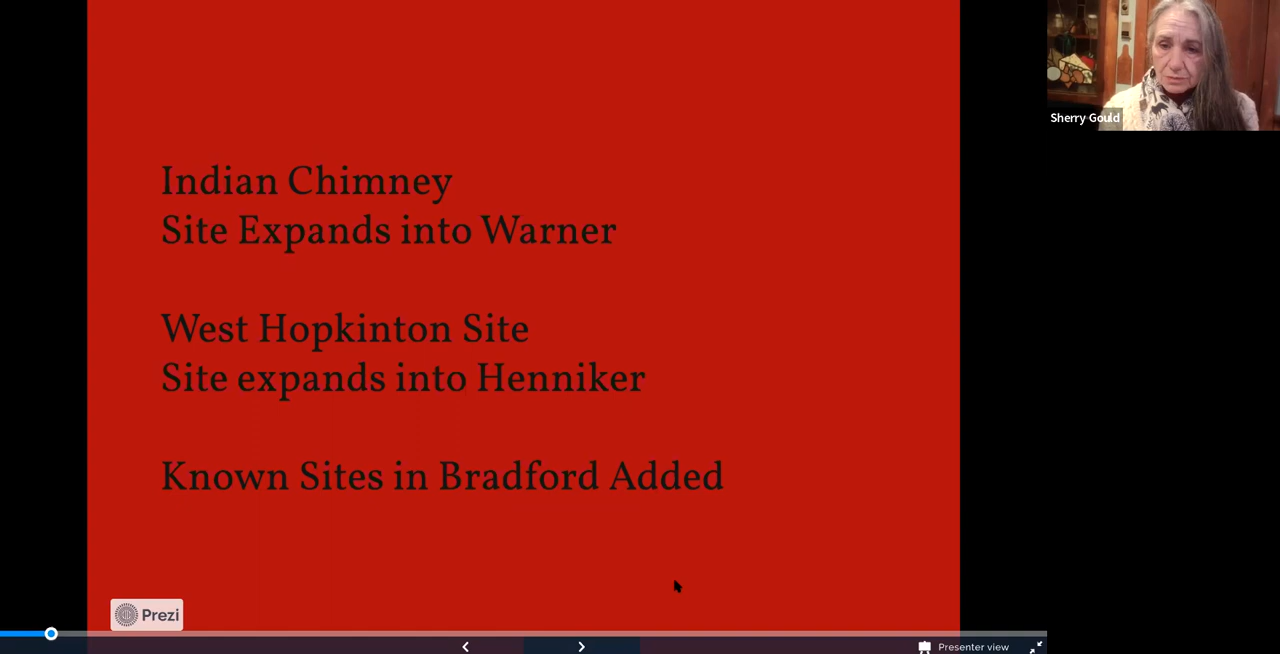 Indian Chimney
Site Expands into Warner
West Hopkinton Site
Site expands into Henniker
Known Sites in Bradford Added
Prezi
Presenter view
Sherry Gould